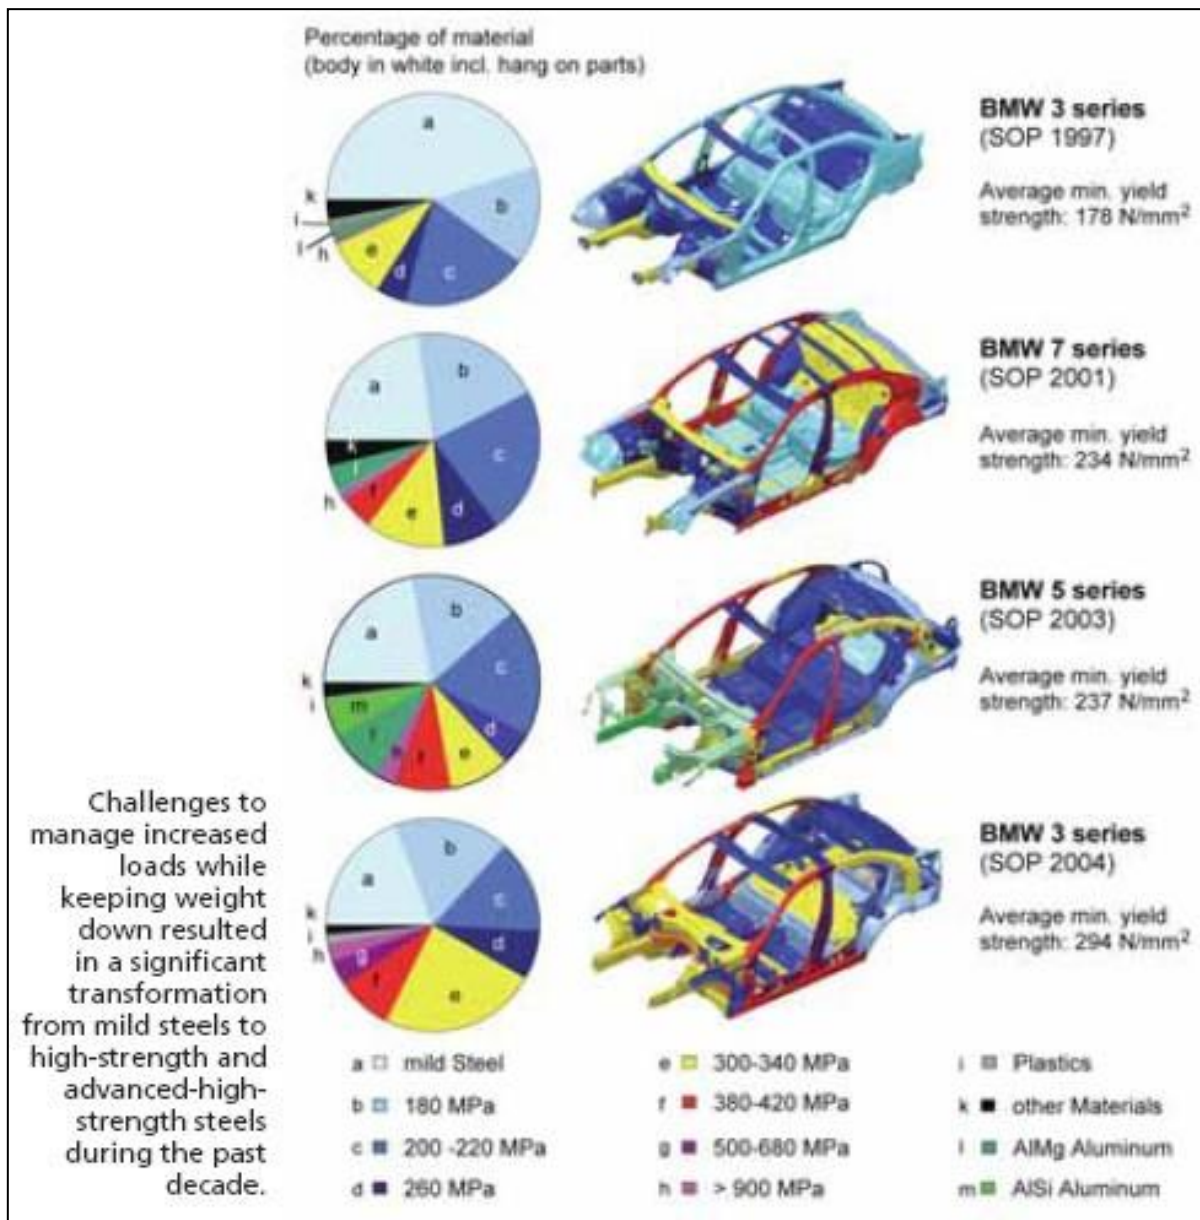 Percentage of material
(body in white incl. hang on parts)
a
b
c
d
e
h
l
i
k
BMW 3 series
(SOP 1997)
Average min. yield
strength: 178 N/mm²
a
b
c
d
e
f
h
l
k
BMW 7 series
(SOP 2001)
Average min. yield
strength: 234 N/mm²
a
b
c
d
e
f
l
m
i
k
BMW 5 series
(SOP 2003)
Average min. yield
strength: 237 N/mm²
a
b
c
d
e
f
g
h
i
k
BMW 3 series
(SOP 2004)
Average min. yield
strength: 294 N/mm²
Challenges to
manage increased
loads while
keeping weight
down resulted
in a significant
transformation
from mild steels to
high-strength and
advanced-high-
strength steels
during the past
decade.
a mild Steel
b 180 MPa
c 200 -220 MPa
d 260 MPa
e 300-340 MPa
f 380-420 MPa
g 500-680 MPa
h > 900 MPa
i Plastics
k other Materials
l AlMg Aluminum
m AlSi Aluminum